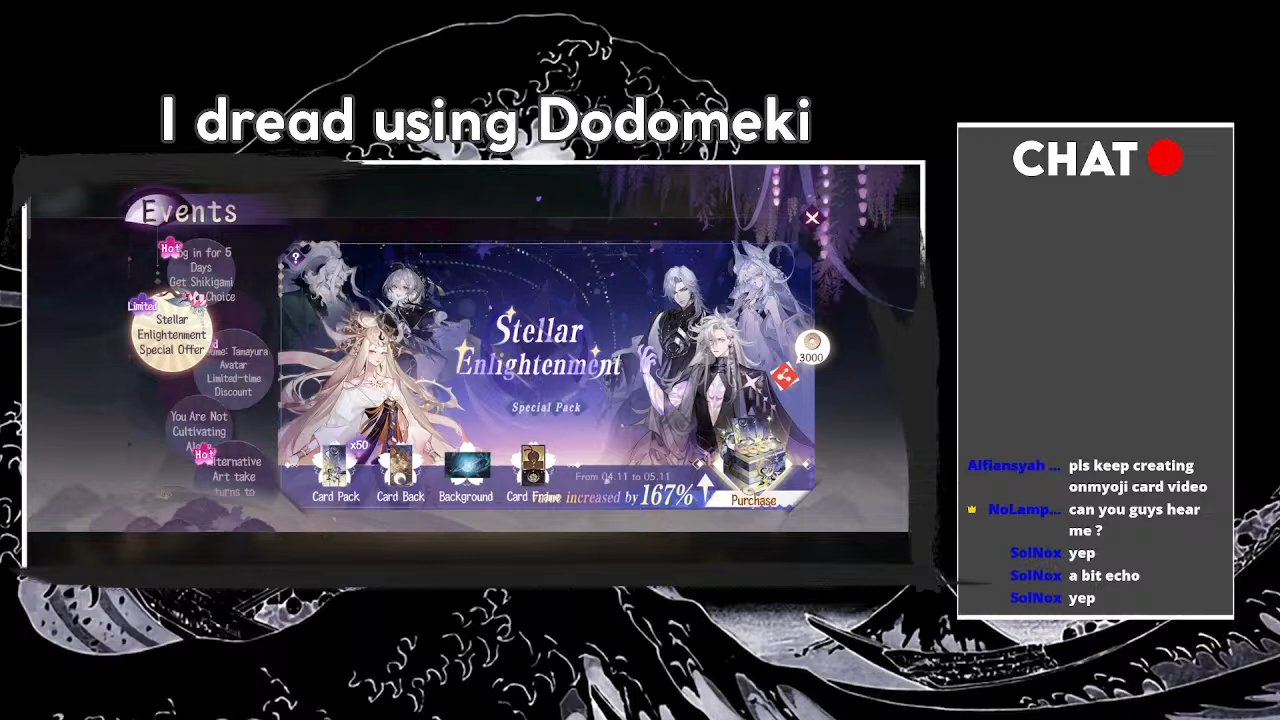 I dread using Dodomeki
CHAT
Events
Hot
og in for 5
Days
Get Shikigami
Choice
Limited
Stellar
Enlightenment
Special Offer
ume: Tamayura
Avatar
Limited-time
Discount
You Are Not
Cultivating
Hot
lternative
Art take
turns to
?
Stellar
Enlightenment
Special Pack
3000
x50
Card Pack
Card Back
Background
Card
From 04.11 to 05.11
increased by 167%
Purchase
Alfiansyah ... pls keep creating
onmyoji card video
NoLamp... can you guys hear
me ?
SolNox yep
SolNox a bit echo
SolNox yep